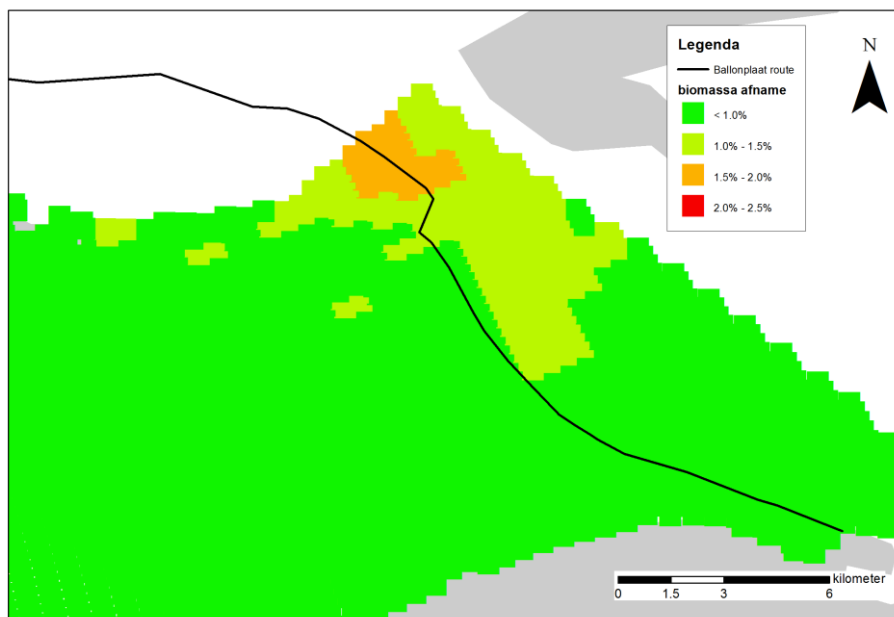 Legenda
N
Ballonplaat route
biomassa afname
< 1.0%
1.0% - 1.5%
1.5% - 2.0%
2.0% - 2.5%
kilometer
0 1.5 3 6